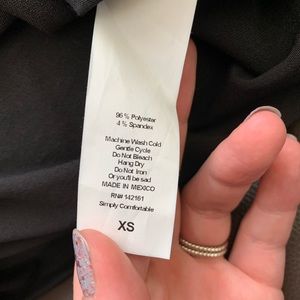 96 % Polyester
4 % Spandex
Machine Wash Cold
Gentle Cycle
Do Not Bleach
Hang Dry
Do Not Iron
Or you'll be sad
MADE IN MEXICO
RN# 142161
Simply Comfortable
XS